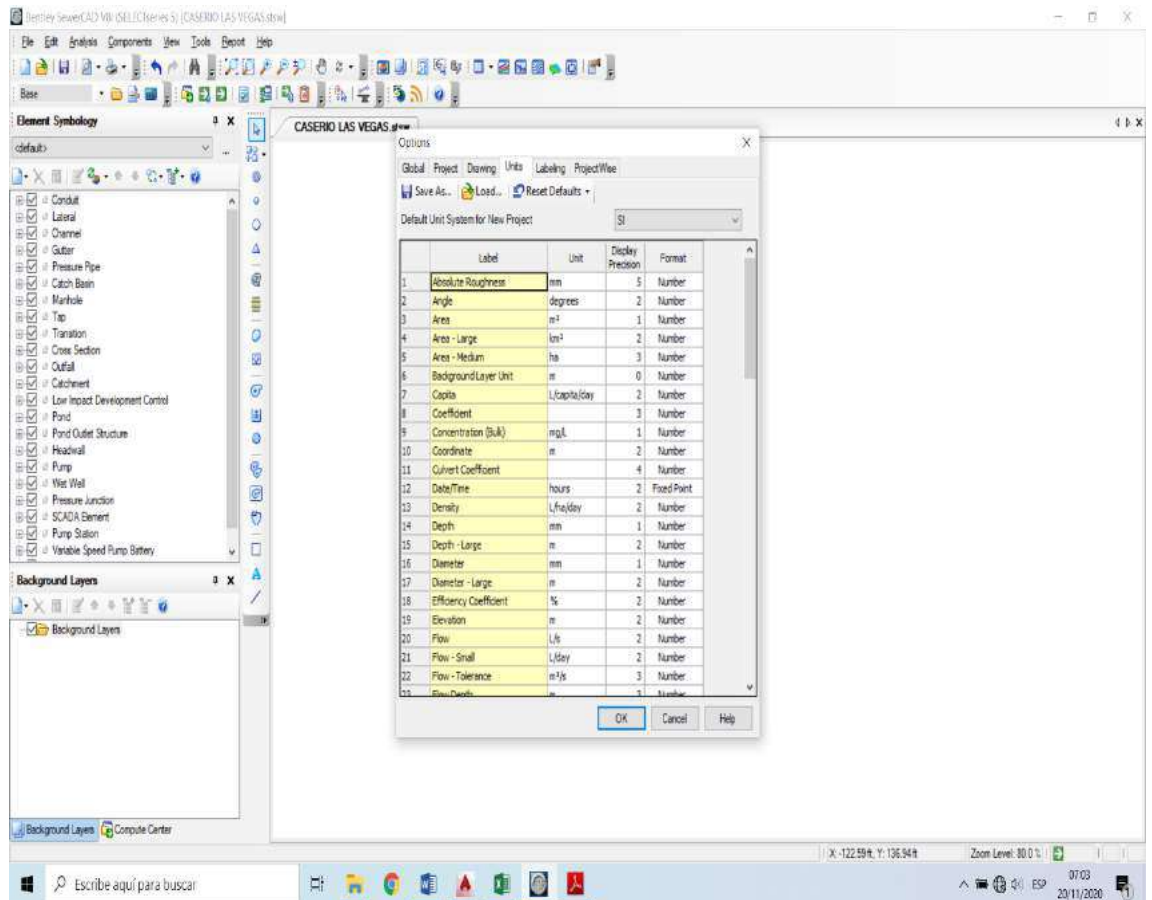 Bentley SewerCAD V8i (SELECTseries 5) [CASERIO LAS VEGAS.stsw]
File Edit Analysis Components View Tools Report Help
Base
Element Symbology
<default>
Conduit
Lateral
Channel
Gutter
Pressure Pipe
Catch Basin
Manhole
Tap
Transition
Cross Section
Outfall
Catchment
Low Impact Development Control
Pond
Pond Outlet Structure
Headwall
Pump
Wet Well
Pressure Junction
SCADA Element
Pump Station
Variable Speed Pump Battery
Background Layers
Background Layers
Background Layers Compute Center
CASERIO LAS VEGAS.stsw
Options
Global Project Drawing Units Labeling ProjectWise
Save As... Load... Reset Defaults
Default Unit System for New Project SI
Label Unit Display Precision Format
1 Absolute Roughness mm 5 Number
2 Angle degrees 2 Number
3 Area m² 1 Number
4 Area - Large km² 2 Number
5 Area - Medium ha 3 Number
6 Background Layer Unit m 0 Number
7 Capita L/capita/day 2 Number
8 Coefficient 3 Number
9 Concentration (Bulk) mg/L 1 Number
10 Coordinate m 2 Number
11 Culvert Coefficient 4 Number
12 Date/Time hours 2 Fixed Point
13 Density L/ha/day 2 Number
14 Depth mm 1 Number
15 Depth - Large m 2 Number
16 Diameter mm 1 Number
17 Diameter - Large m 2 Number
18 Efficiency Coefficient % 2 Number
19 Elevation m 2 Number
20 Flow L/s 2 Number
21 Flow - Small L/day 2 Number
22 Flow - Tolerance m³/s 3 Number
23 Flow Depth m 3 Number
OK Cancel Help
X: -122.59 ft, Y: 136.94 ft Zoom Level: 80.0 %
Escribe aquí para buscar
ESP
07:03
20/11/2020
1